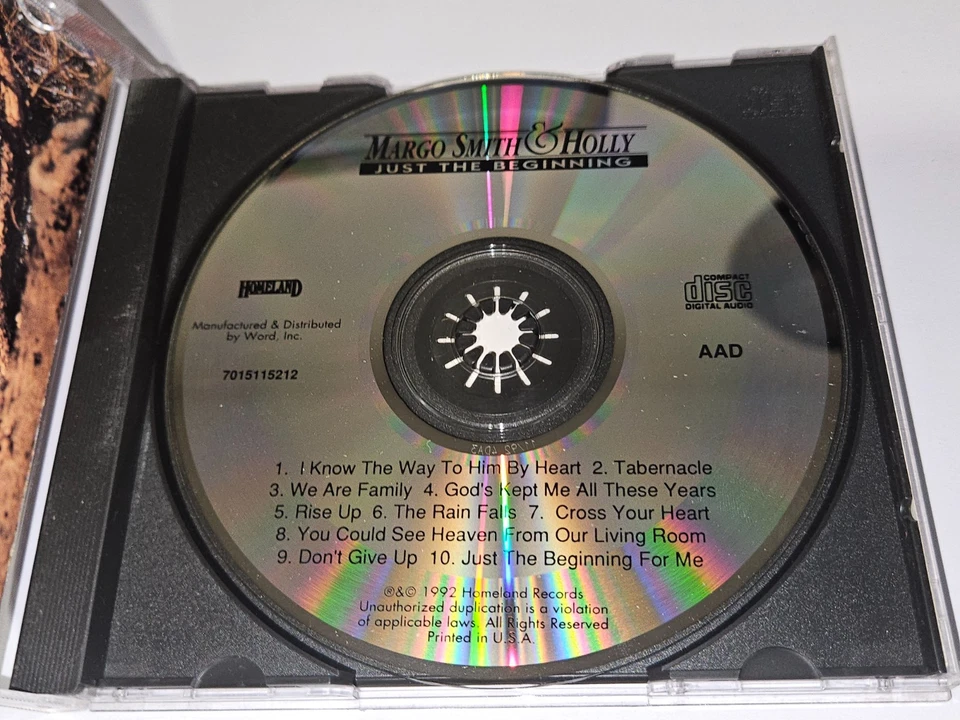 MARGO SMITH & HOLLY
JUST THE BEGINNING
HOMELAND
COMPACT
disc
DIGITAL AUDIO
Manufactured & Distributed
by Word, Inc.
AAD
7015115212
1. I Know The Way To Him By Heart 2. Tabernacle
3. We Are Family 4. God's Kept Me All These Years
5. Rise Up 6. The Rain Falls 7. Cross Your Heart
8. You Could See Heaven From Our Living Room
9. Don't Give Up 10. Just The Beginning For Me
®&© 1992 Homeland Records
Unauthorized duplication is a violation
of applicable laws. All Rights Reserved
Printed in U.S.A.